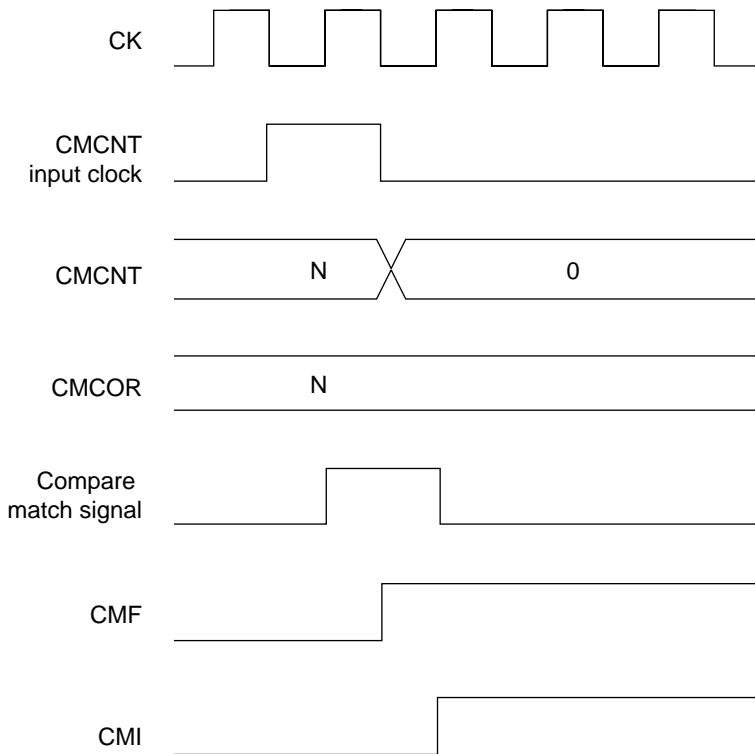 CK
CMCNT
input clock
CMCNT
N
0
CMCOR
N
Compare
match signal
CMF
CMI